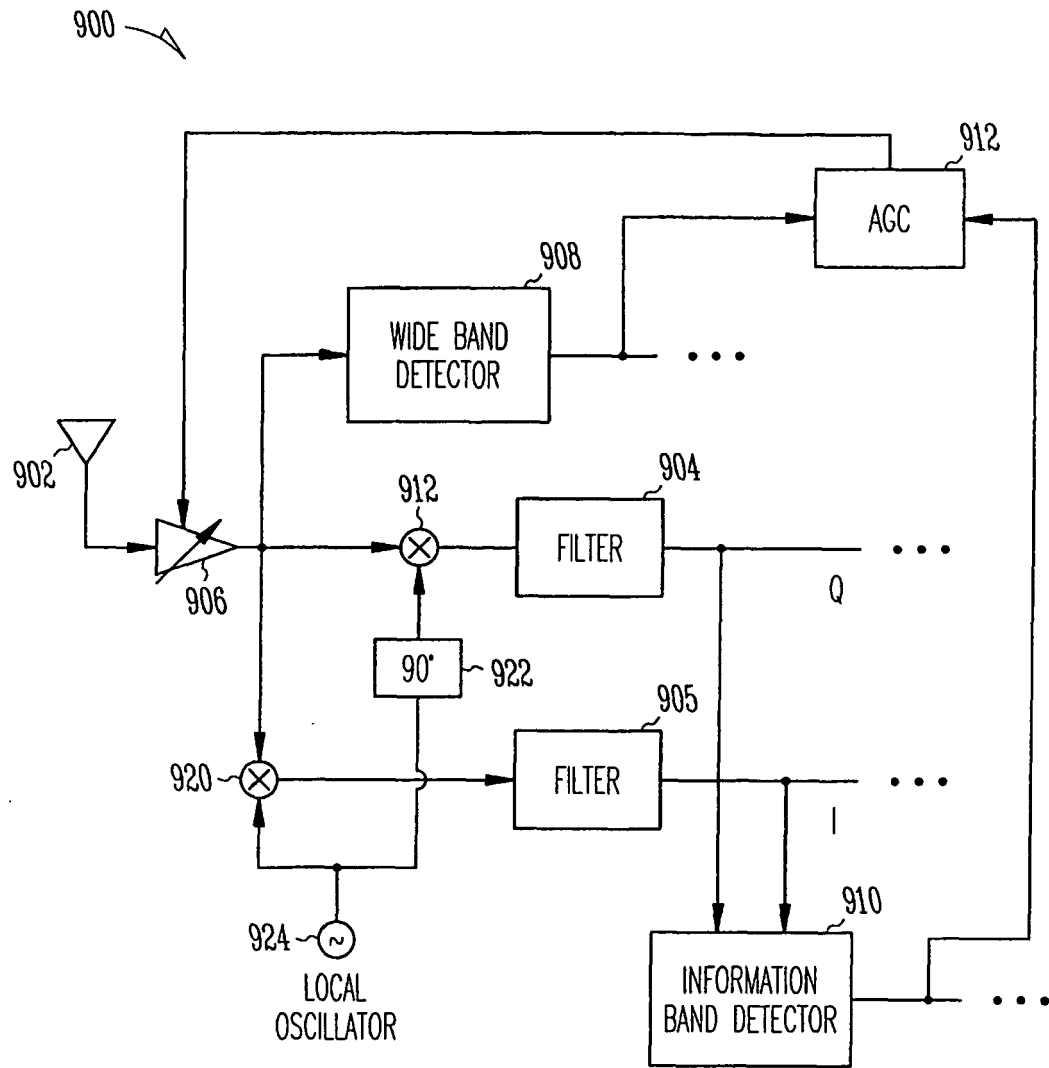 900
912
AGC
908
WIDE BAND
DETECTOR
902
906
912
904
FILTER
Q
90°
922
905
920
FILTER
I
910
924
~
LOCAL
OSCILLATOR
INFORMATION
BAND DETECTOR